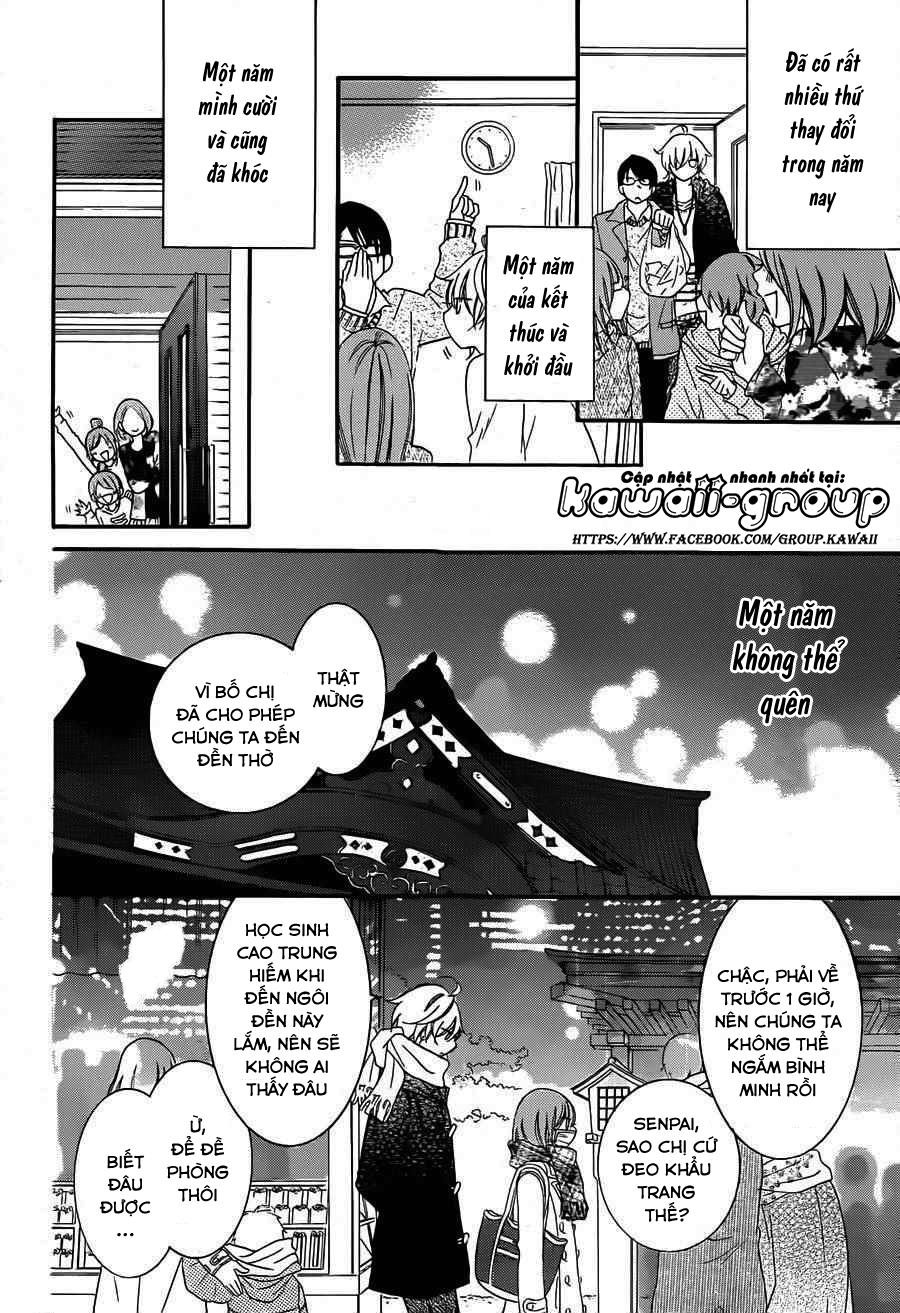 Đã có rất
nhiều thứ
thay đổi
trong năm
nay
Một năm
của kết
thúc và
khởi đầu
Một năm
mình cười
và cũng
đã khóc
Cập nhật nhanh nhất tại:
kawaii-group
HTTPS://WWW.FACEBOOK.COM/GROUP.KAWAII
Một năm
không thể
quên
THẬT
MỪNG
VÌ BỐ CHỊ
ĐÃ CHO PHÉP
CHÚNG TA ĐẾN
ĐỀN THỜ
CHẬC, PHẢI VỀ
TRƯỚC 1 GIỜ,
NÊN CHÚNG TA
KHÔNG THỂ
NGẮM BÌNH
MINH RỒI
SENPAI,
SAO CHỊ CỨ
ĐEO KHẨU
TRANG
THẾ?
HỌC SINH
CAO TRUNG
HIẾM KHI
ĐẾN NGÔI
ĐỀN NÀY
LẮM, NÊN SẼ
KHÔNG AI
THẤY ĐÂU
Ừ,
ĐỂ ĐỀ
PHÒNG
THÔI
BIẾT
ĐÂU
ĐƯỢC
...